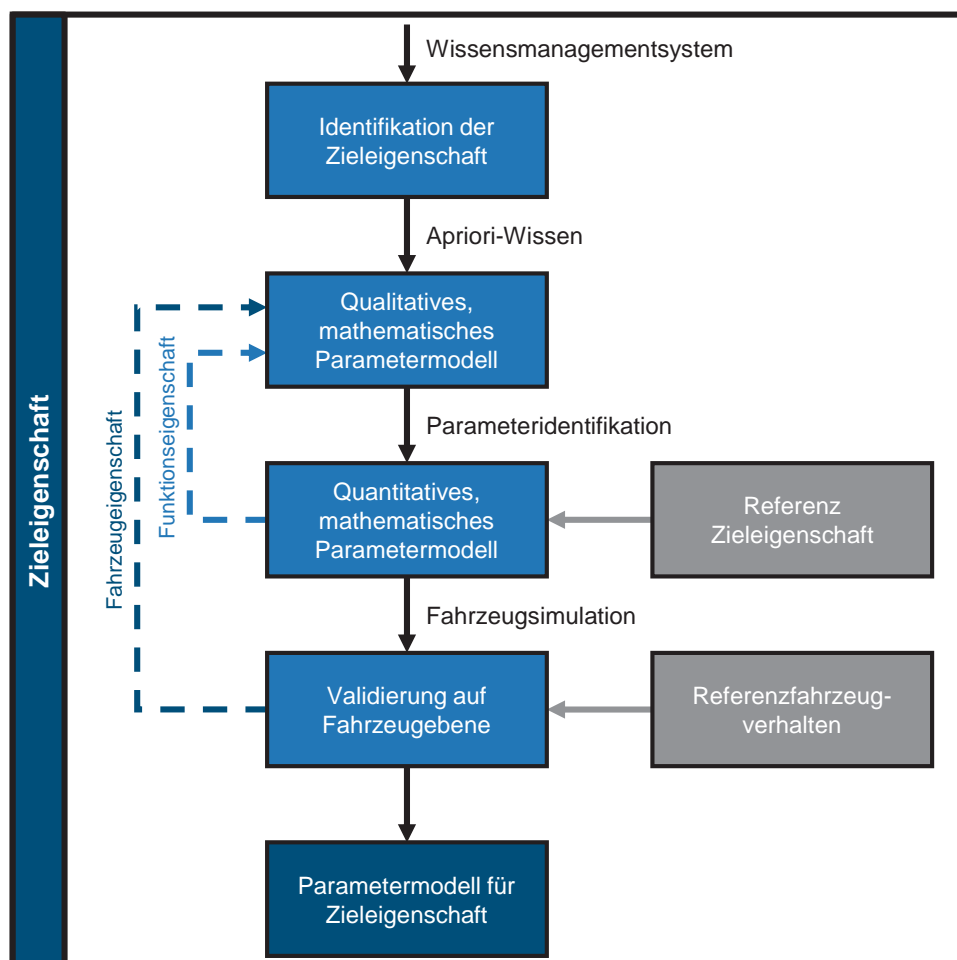 Zieleigenschaft
Wissensmanagementsystem
Identifikation der
Zieleigenschaft
Apriori-Wissen
Qualitatives,
mathematisches
Parametermodell
Fahrzeugeigenschaft
Funktionseigenschaft
Parameteridentifikation
Quantitatives,
mathematisches
Parametermodell
Referenz
Zieleigenschaft
Fahrzeugsimulation
Validierung auf
Fahrzeugebene
Referenzfahrzeug-
verhalten
Parametermodell für
Zieleigenschaft